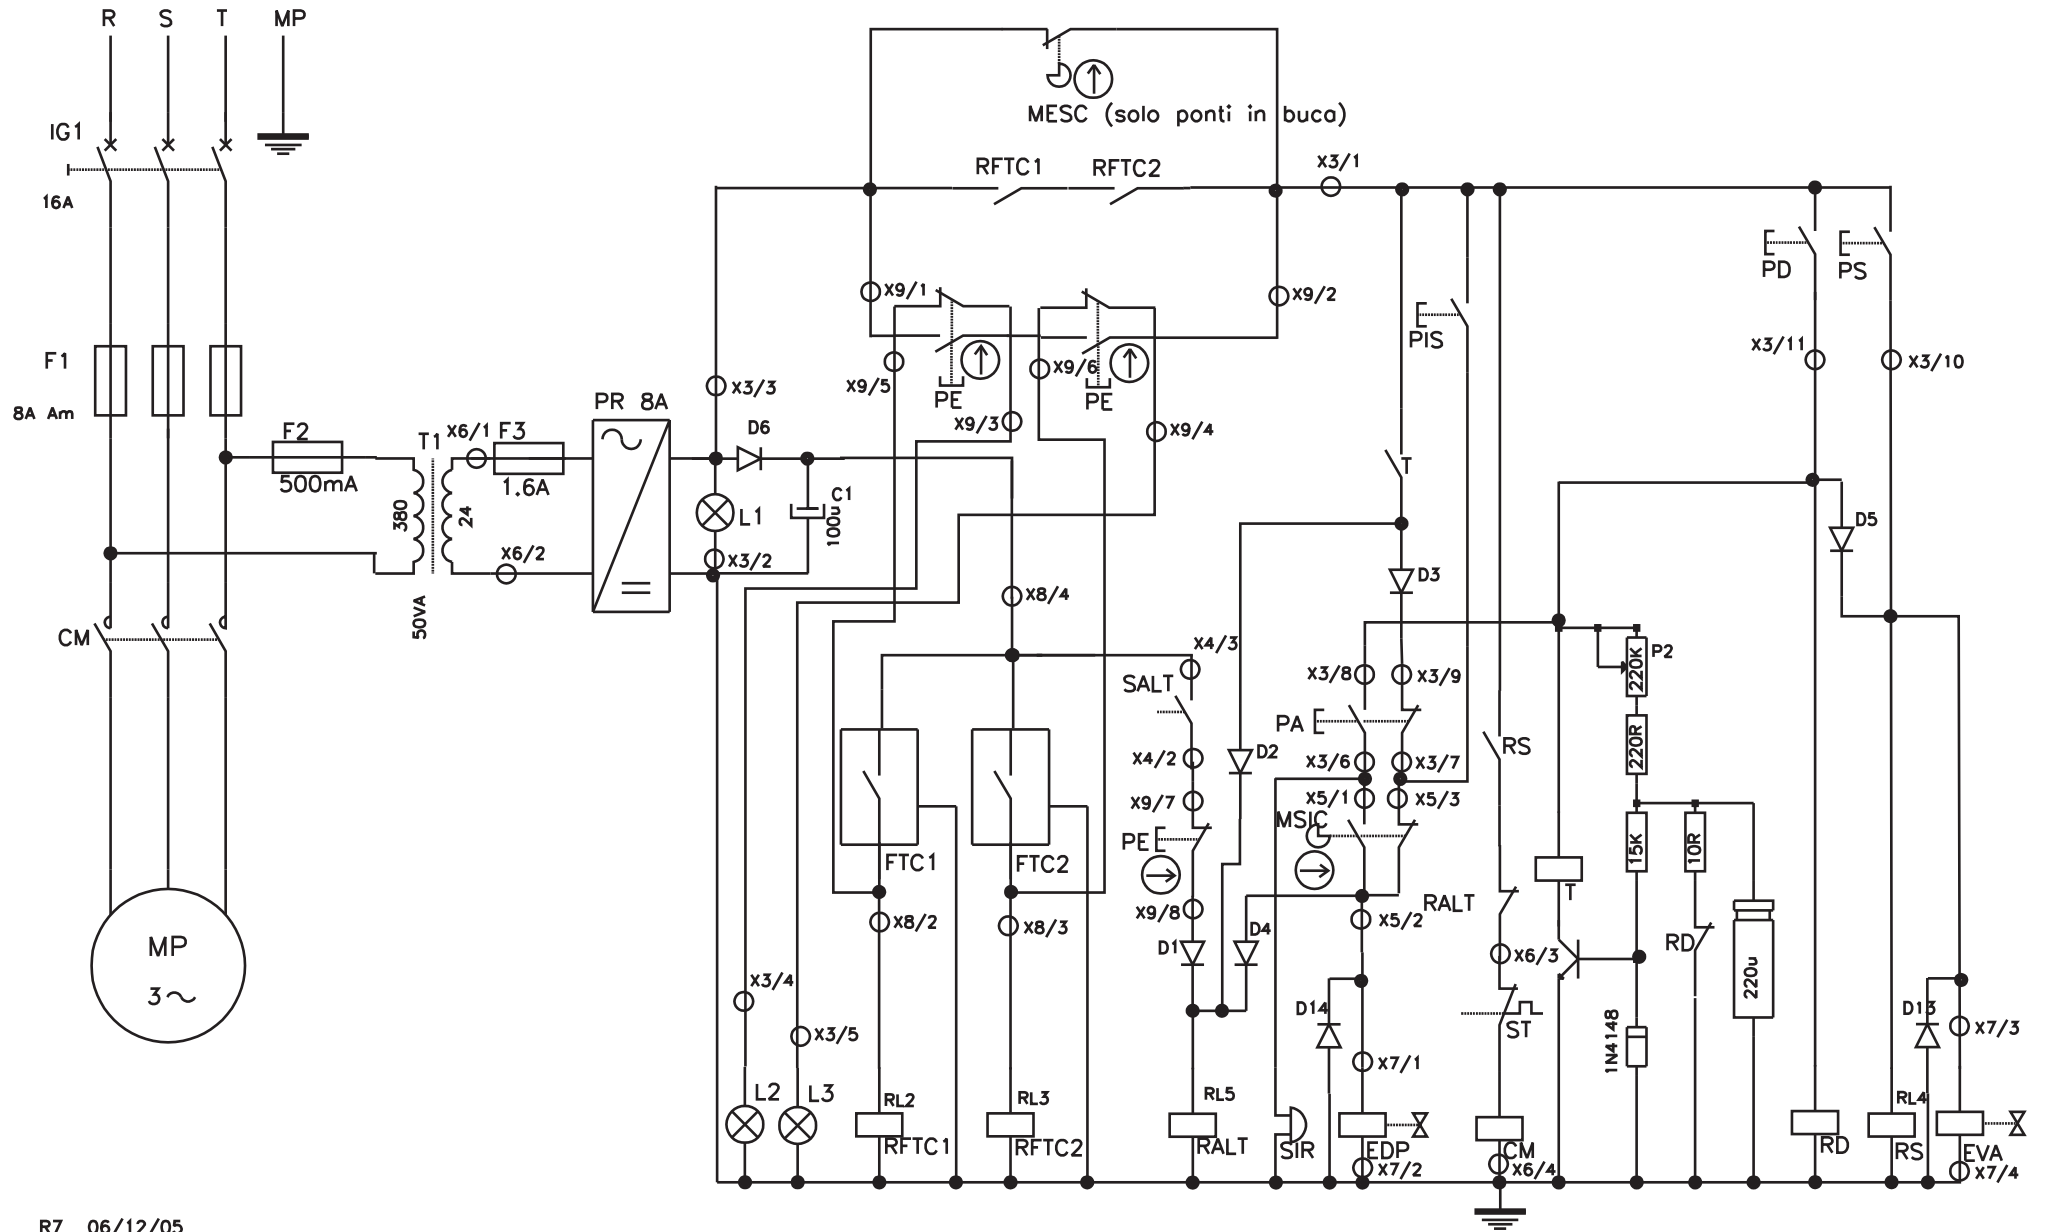 R S T MP
IG1
16A
F1
8A Am
F2
500mA
T1
380
24
50VA
X6/1
F3
1.6A
X6/2
PR 8A
CM
MP
3
R7 06/12/05
MESC (solo ponti in buca)
RFTC1
RFTC2
X3/1
X3/3
D6
L1
X3/2
C1
100u
X9/1
X9/2
X9/5
PE
X9/3
X9/6
PE
X9/4
X8/4
PIS
PD
PS
X3/11
X3/10
T
D3
D5
X4/3
SALT
X4/2
X9/7
PE
X9/8
D1
D2
D4
X3/8
X3/9
PA
X3/6
X3/7
X5/1
X5/3
MSIC
X5/2
RS
RALT
X6/3
ST
P2
220K
220R
15K
10R
T
RD
220u
1N4148
FTC1
FTC2
X8/2
X8/3
X3/4
X3/5
L2
L3
RL2
RFTC1
RL3
RFTC2
RL5
RALT
SIR
D14
X7/1
EDP
X7/2
CM
X6/4
RD
RL4
RS
D13
X7/3
EVA
X7/4